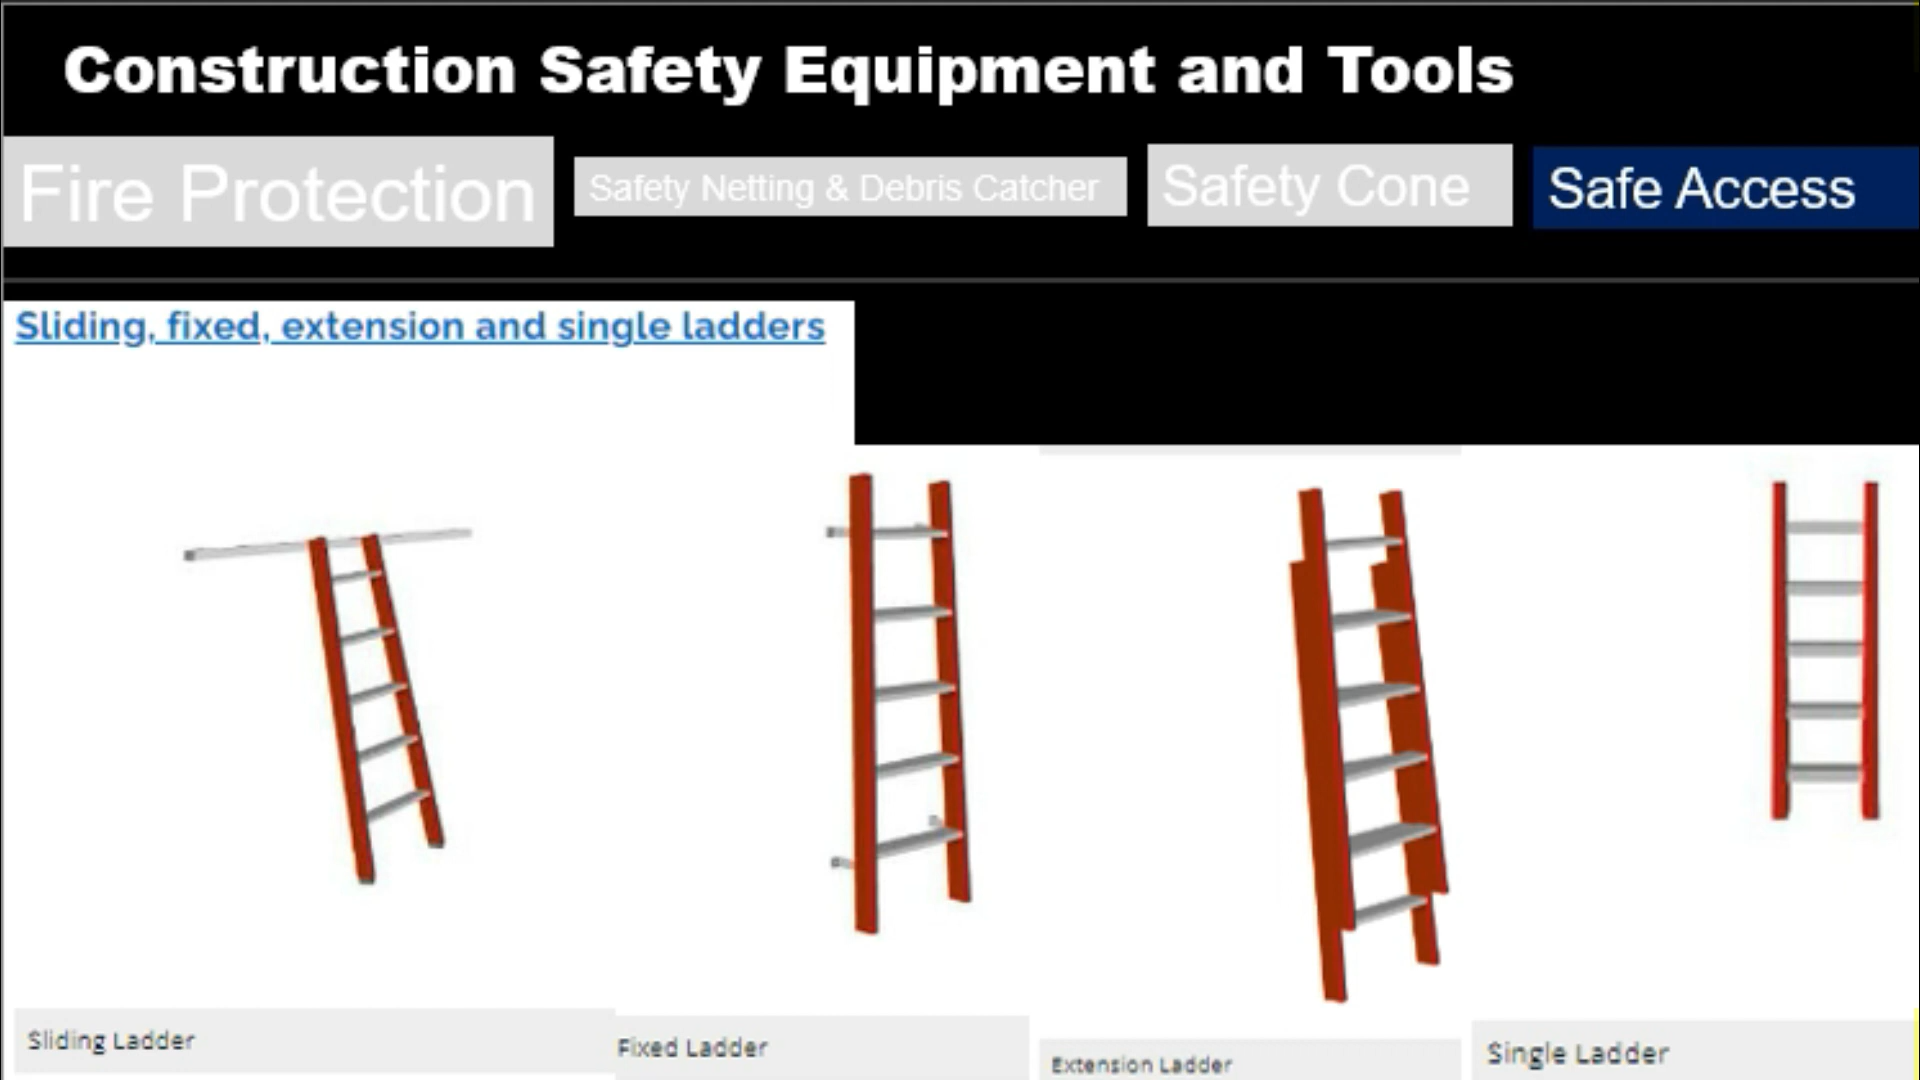 Construction Safety Equipment and Tools
Fire Protection
Safety Netting & Debris Catcher
Safety Cone
Safe Access
Sliding, fixed, extension and single ladders
Sliding Ladder
Fixed Ladder
Extension Ladder
Single Ladder